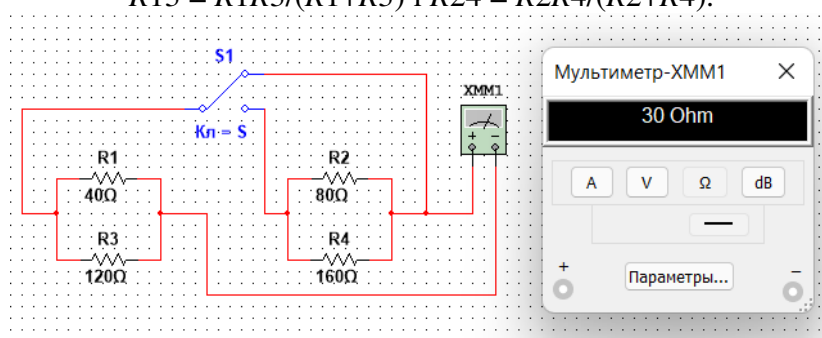 R13 = R1R3/(R1+R3) і R24 = R2R4/(R2+R4).
S1
Кл = S
XMM1
+ −
R1
40Ω
R2
80Ω
R3
120Ω
R4
160Ω
Мультиметр-XMM1 ×
30 Ohm
A V Ω dB
+ Параметры... −